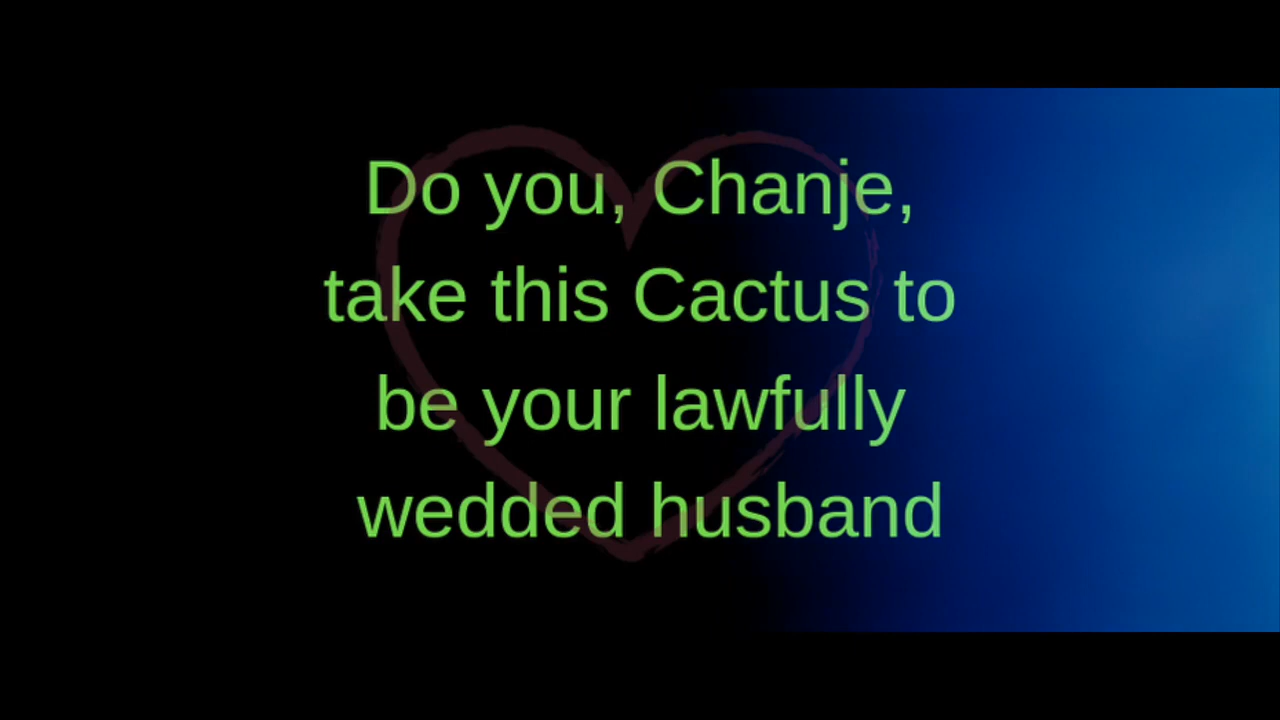 Do you, Chanje,
take this Cactus to
be your lawfully
wedded husband